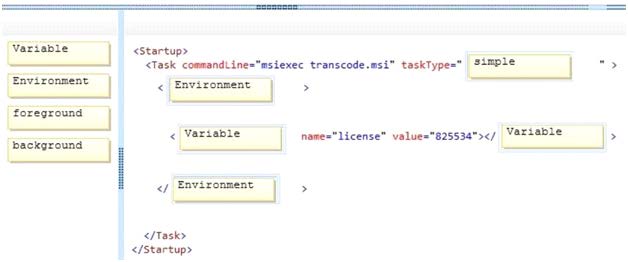 Variable
Environment
foreground
background
<Startup>
<Task commandLine="msiexec transcode.msi" taskType=" simple " >
< Environment >
< Variable name="license" value="825534"></ Variable >
</ Environment >
</Task>
</Startup>